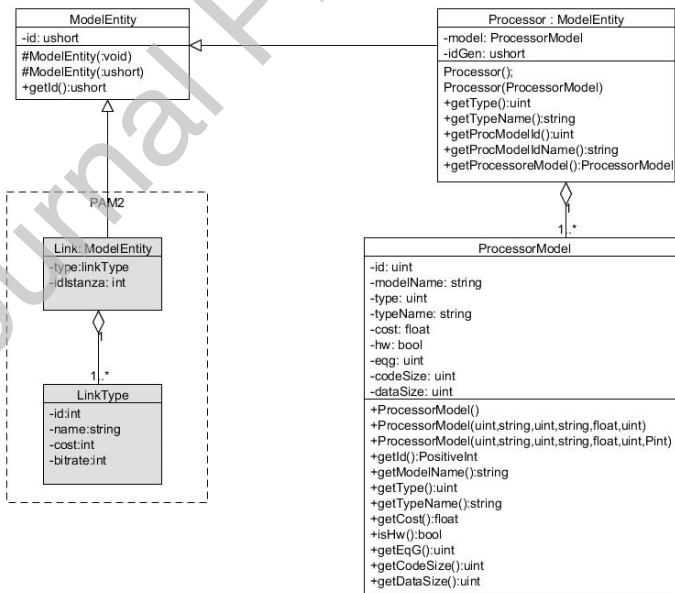 ModelEntity
-id: ushort
#ModelEntity(:void)
#ModelEntity(:ushort)
+getId():ushort
Processor : ModelEntity
-model: ProcessorModel
-idGen: ushort
Processor();
Processor(ProcessorModel)
+getType():uint
+getTypeName():string
+getProcModelId():uint
+getProcModelIdName():string
+getProcessoreModel():ProcessorModel
1
1..*
PAM2
Link: ModelEntity
-type:linkType
-idIstanza: int
1
1..*
LinkType
-id:int
-name:string
-cost:int
-bitrate:int
ProcessorModel
-id: uint
-modelName: string
-type: uint
-typeName: string
-cost: float
-hw: bool
-eqg: uint
-codeSize: uint
-dataSize: uint
+ProcessorModel()
+ProcessorModel(uint,string,uint,string,float,uint)
+ProcessorModel(uint,string,uint,string,float,uint,Pint)
+getId():PositiveInt
+getModelName():string
+getType():uint
+getTypeName():string
+getCost():float
+isHw():bool
+getEqG():uint
+getCodeSize():uint
+getDataSize():uint
urnal P